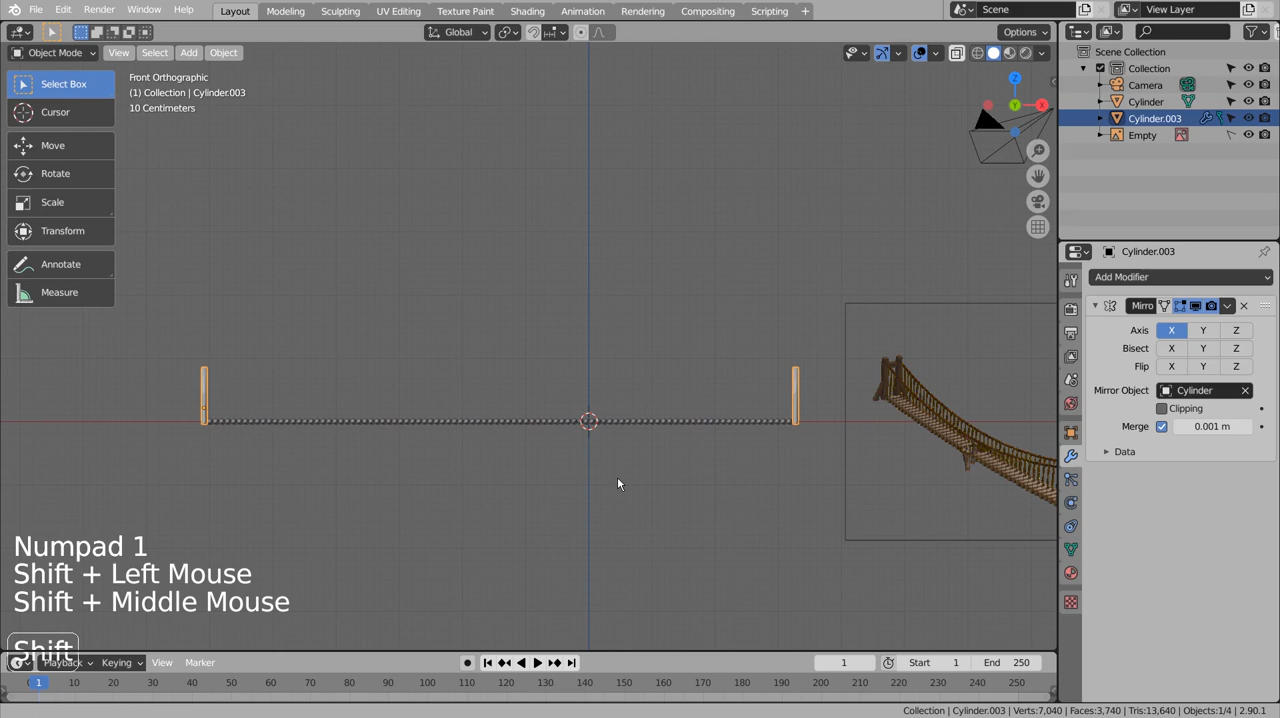 File Edit Render Window Help Layout Modeling Sculpting UV Editing Texture Paint Shading Animation Rendering Compositing Scripting + Scene View Layer
Global Options
Object Mode View Select Add Object
Select Box
Cursor
Move
Rotate
Scale
Transform
Annotate
Measure
Front Orthographic
(1) Collection | Cylinder.003
10 Centimeters
Z
Y
X
Scene Collection
Collection
Camera
Cylinder
Cylinder.003
Empty
Cylinder.003
Add Modifier
Mirro
Axis X Y Z
Bisect X Y Z
Flip X Y Z
Mirror Object Cylinder
Clipping
Merge 0.001 m
Data
Numpad 1
Shift + Left Mouse
Shift + Middle Mouse
Shift
Playback Keying View Marker 1 Start 1 End 250
1 10 20 30 40 50 60 70 80 90 100 110 120 130 140 150 160 170 180 190 200 210 220 230 240 250
Collection | Cylinder.003 | Verts:7,040 | Faces:3,740 | Tris:13,640 | Objects:1/4 | 2.90.1